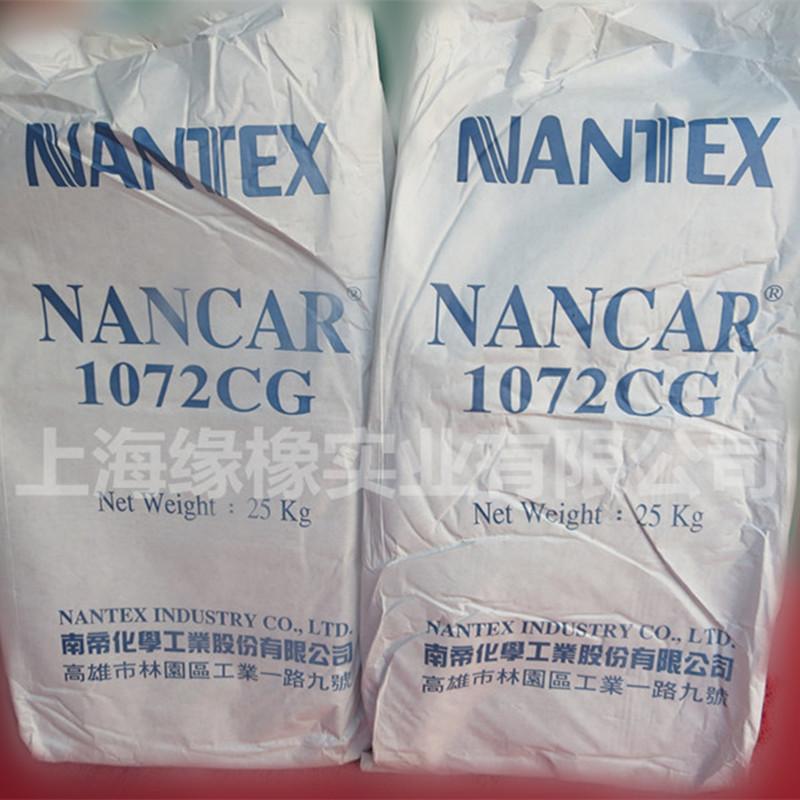 NANTEX
NANCAR®
1072CG
Net Weight : 25 Kg
NANTEX INDUSTRY CO., LTD.
南帝化學工業股份有限公司
高雄市林園區工業一路九號
NANTEX
NANCAR®
1072CG
Net Weight : 25 Kg
NANTEX INDUSTRY CO., LTD.
南帝化學工業股份有限公司
高雄市林園區工業一路九號
上海缘橡实业有限公司